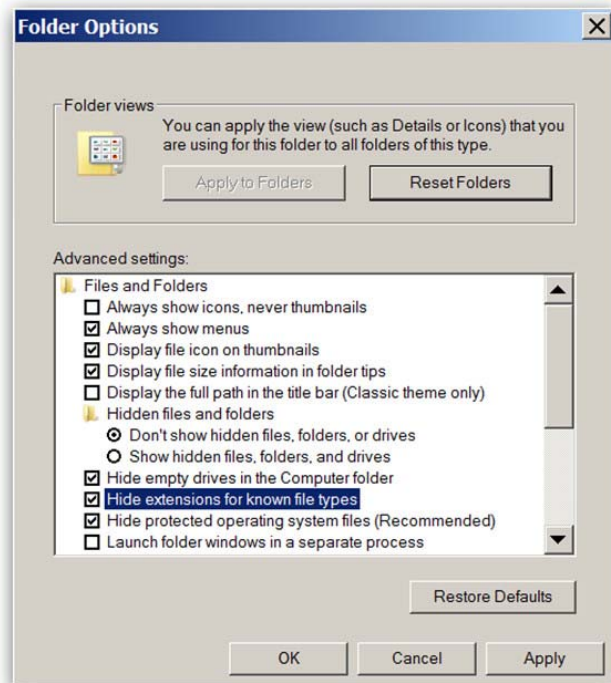 Folder Options
Folder views
You can apply the view (such as Details or Icons) that you
are using for this folder to all folders of this type.
Apply to Folders
Reset Folders
Advanced settings:
Files and Folders
Always show icons, never thumbnails
Always show menus
Display file icon on thumbnails
Display file size information in folder tips
Display the full path in the title bar (Classic theme only)
Hidden files and folders
Don't show hidden files, folders, or drives
Show hidden files, folders, and drives
Hide empty drives in the Computer folder
Hide extensions for known file types
Hide protected operating system files (Recommended)
Launch folder windows in a separate process
Restore Defaults
OK
Cancel
Apply